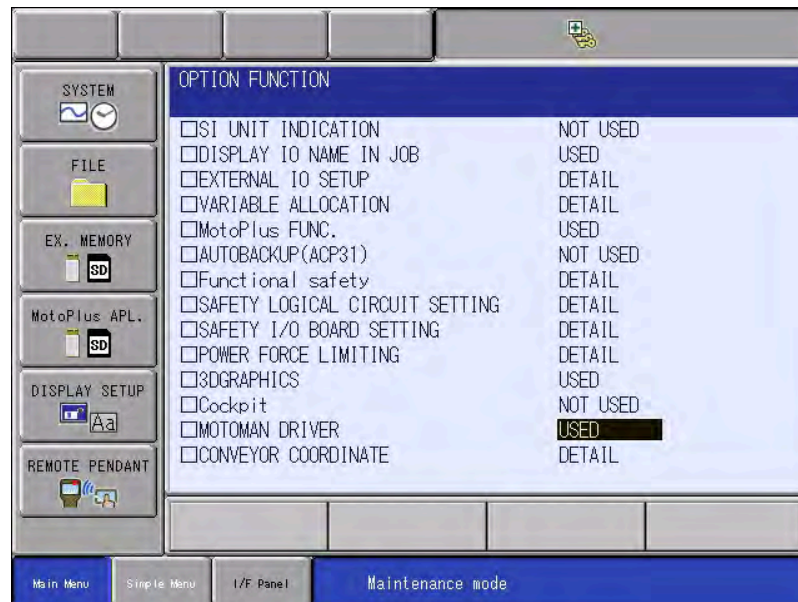 SYSTEM
FILE
EX. MEMORY
SD
MotoPlus APL.
SD
DISPLAY SETUP
Aa
REMOTE PENDANT
OPTION FUNCTION
SI UNIT INDICATION NOT USED
DISPLAY IO NAME IN JOB USED
EXTERNAL IO SETUP DETAIL
VARIABLE ALLOCATION DETAIL
MotoPlus FUNC. USED
AUTOBACKUP(ACP31) NOT USED
Functional safety DETAIL
SAFETY LOGICAL CIRCUIT SETTING DETAIL
SAFETY I/O BOARD SETTING DETAIL
POWER FORCE LIMITING DETAIL
3DGRAPHICS USED
Cockpit NOT USED
MOTOMAN DRIVER USED
CONVEYOR COORDINATE DETAIL
Main Menu Simple Menu I/F Panel Maintenance mode